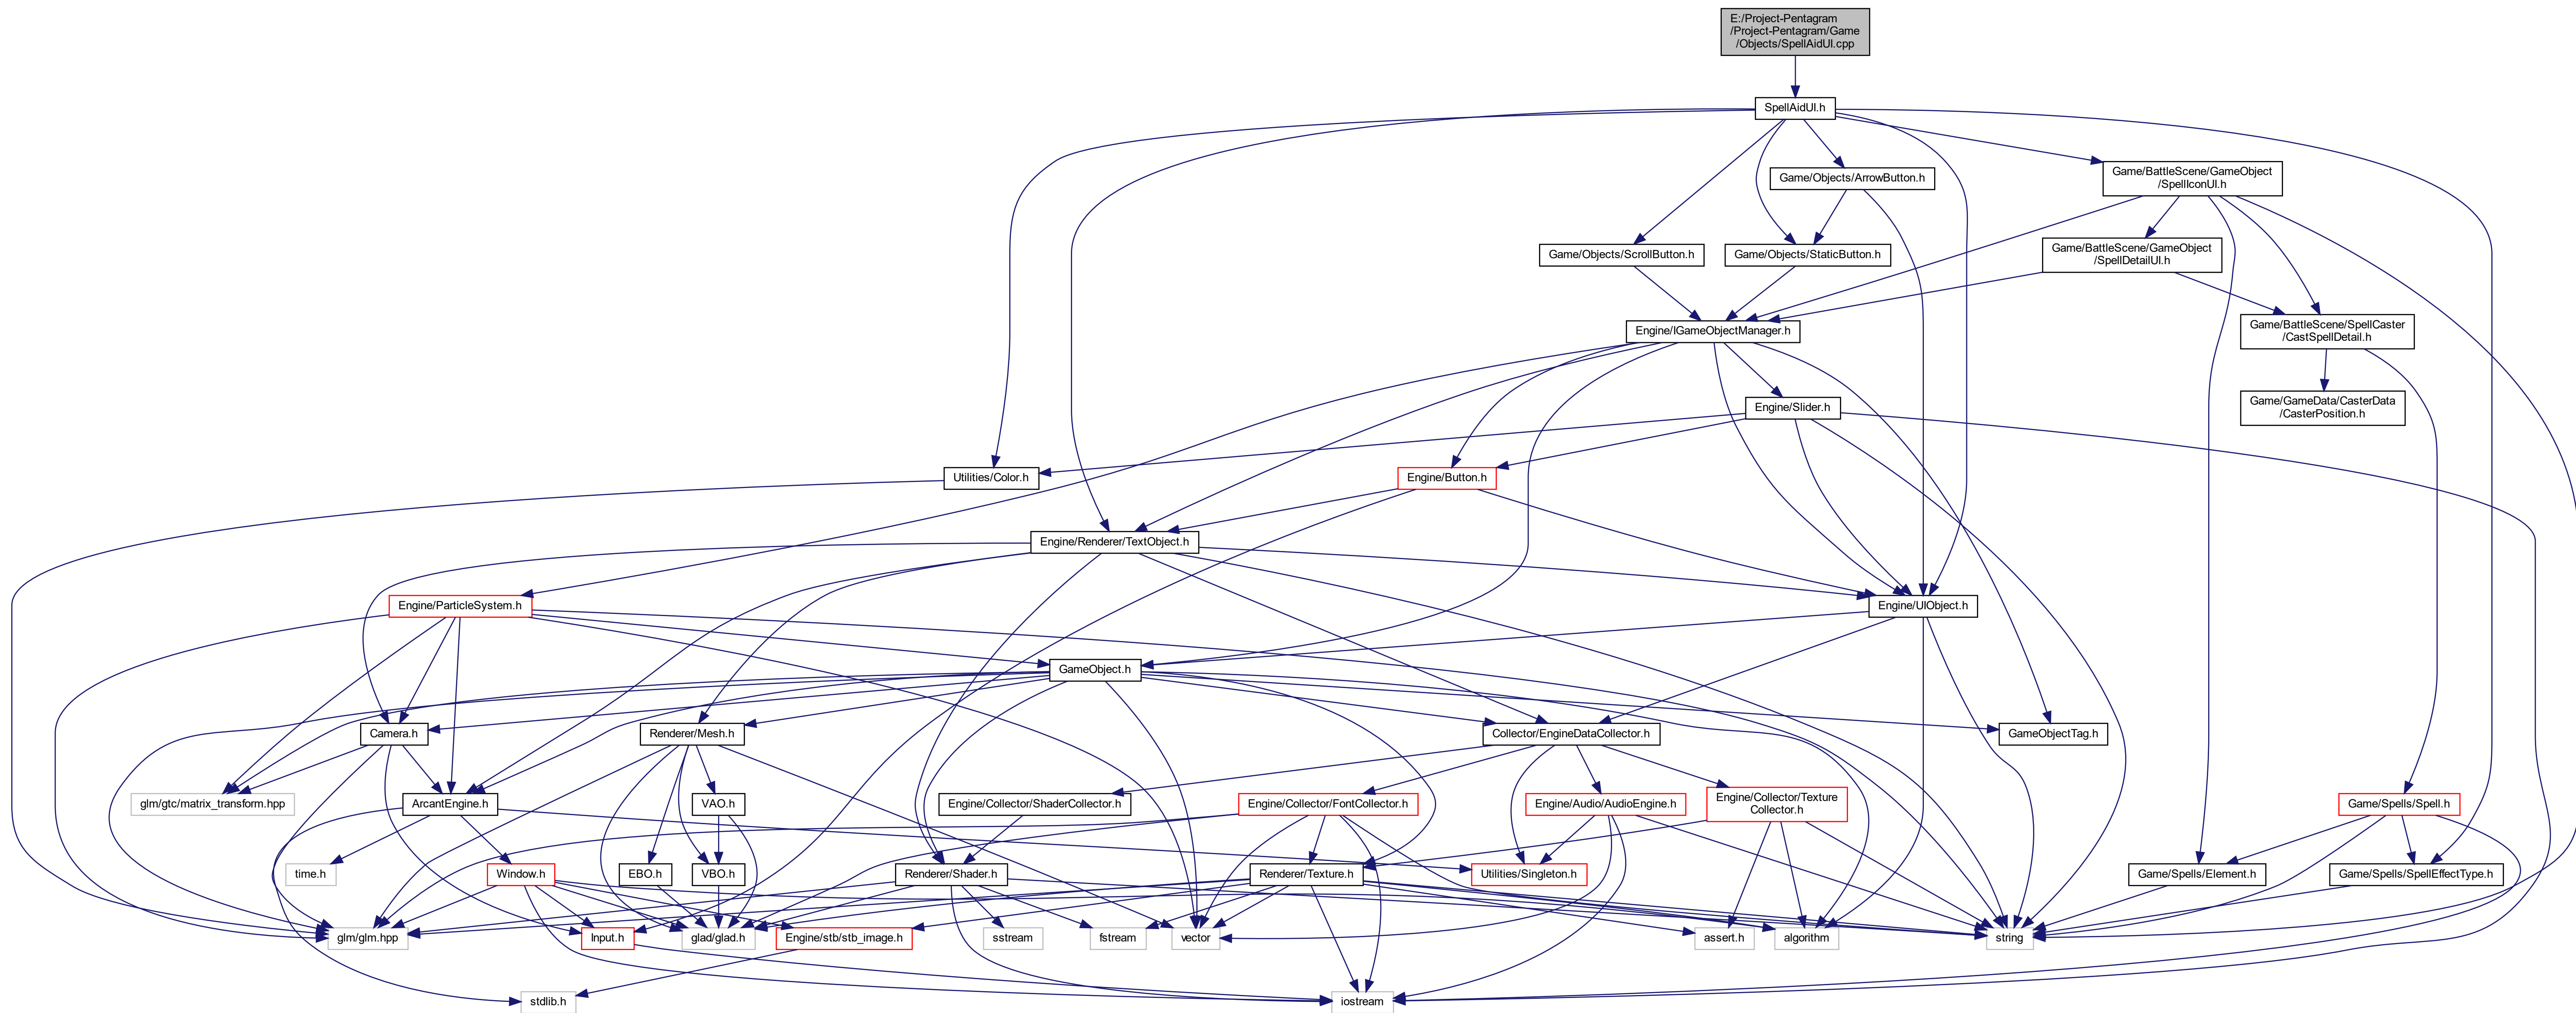 E:/Project-Pentagram
/Project-Pentagram/Game
/Objects/SpellAidUI.cpp
SpellAidUI.h
Game/Objects/ArrowButton.h
Game/BattleScene/GameObject
/SpellIconUI.h
Game/Objects/ScrollButton.h
Game/Objects/StaticButton.h
Game/BattleScene/GameObject
/SpellDetailUI.h
Engine/IGameObjectManager.h
Game/BattleScene/SpellCaster
/CastSpellDetail.h
Engine/Slider.h
Game/GameData/CasterData
/CasterPosition.h
Utilities/Color.h
Engine/Button.h
Engine/Renderer/TextObject.h
Engine/ParticleSystem.h
Engine/UIObject.h
GameObject.h
Camera.h
Renderer/Mesh.h
Collector/EngineDataCollector.h
GameObjectTag.h
glm/gtc/matrix_transform.hpp
ArcantEngine.h
VAO.h
Engine/Collector/ShaderCollector.h
Engine/Collector/FontCollector.h
Engine/Audio/AudioEngine.h
Engine/Collector/Texture
Collector.h
Game/Spells/Spell.h
time.h
Window.h
EBO.h
VBO.h
Renderer/Shader.h
Renderer/Texture.h
Utilities/Singleton.h
Game/Spells/Element.h
Game/Spells/SpellEffectType.h
glm/glm.hpp
Input.h
glad/glad.h
Engine/stb/stb_image.h
sstream
fstream
vector
assert.h
algorithm
string
stdlib.h
iostream